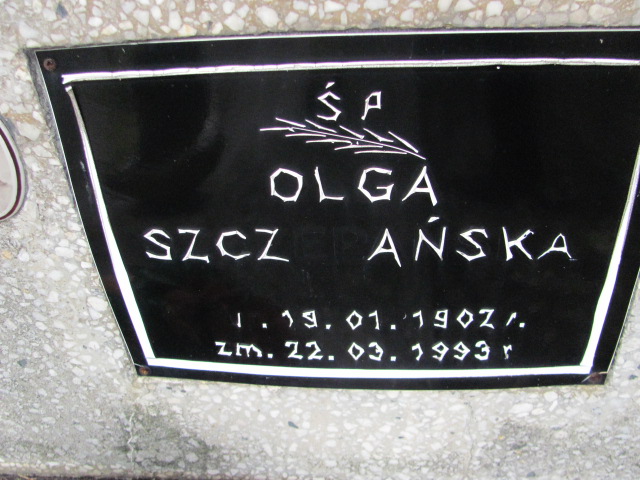 ŚP
OLGA
SZCZ AŃSKA
. 19. 01. 1902 r.
zm. 22. 03. 1993 r